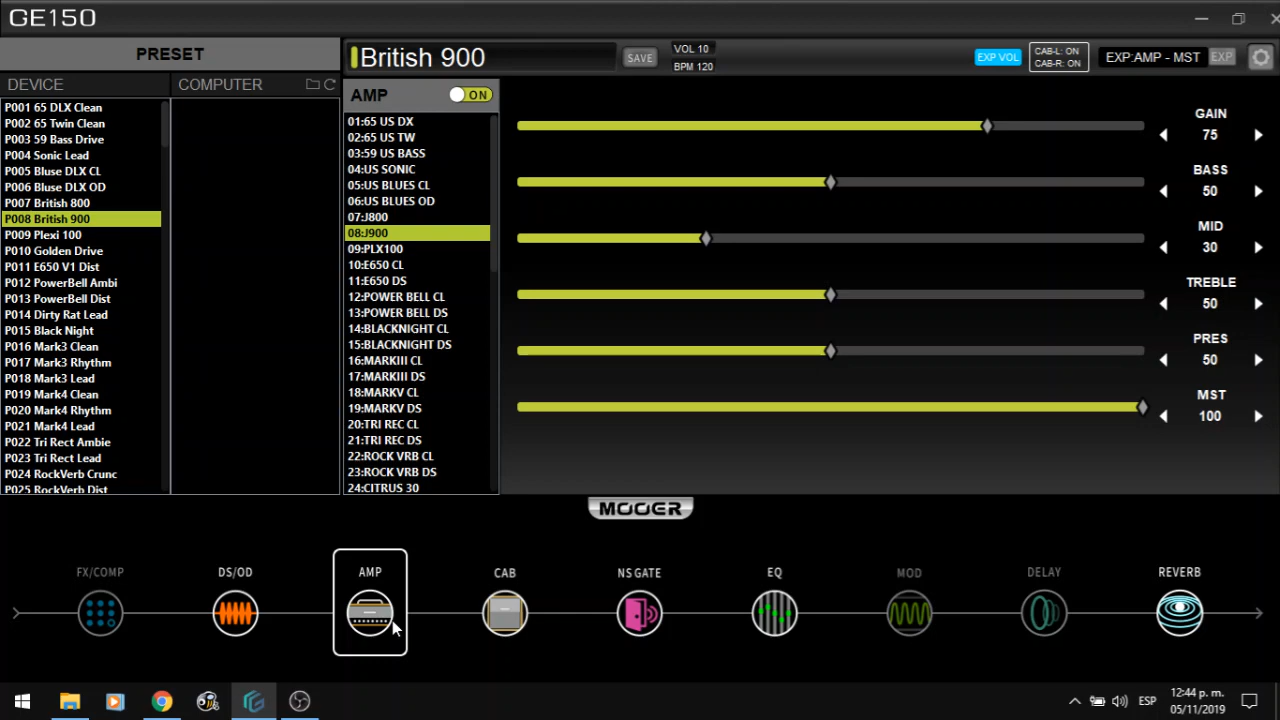 GE150
PRESET
DEVICE
COMPUTER
P001 65 DLX Clean
P002 65 Twin Clean
P003 59 Bass Drive
P004 Sonic Lead
P005 Bluse DLX CL
P006 Bluse DLX OD
P007 British 800
P008 British 900
P009 Plexi 100
P010 Golden Drive
P011 E650 V1 Dist
P012 PowerBell Ambi
P013 PowerBell Dist
P014 Dirty Rat Lead
P015 Black Night
P016 Mark3 Clean
P017 Mark3 Rhythm
P018 Mark3 Lead
P019 Mark4 Clean
P020 Mark4 Rhythm
P021 Mark4 Lead
P022 Tri Rect Ambie
P023 Tri Rect Lead
P024 RockVerb Crunc
P025 RockVerb Dist
British 900
SAVE
VOL 10
BPM 120
EXP VOL
CAB-L: ON
CAB-R: ON
EXP:AMP - MST
EXP
AMP
ON
01:65 US DX
02:65 US TW
03:59 US BASS
04:US SONIC
05:US BLUES CL
06:US BLUES OD
07:J800
08:J900
09:PLX100
10:E650 CL
11:E650 DS
12:POWER BELL CL
13:POWER BELL DS
14:BLACKNIGHT CL
15:BLACKNIGHT DS
16:MARKIII CL
17:MARKIII DS
18:MARKV CL
19:MARKV DS
20:TRI REC CL
21:TRI REC DS
22:ROCK VRB CL
23:ROCK VRB DS
24:CITRUS 30
GAIN
75
BASS
50
MID
30
TREBLE
50
PRES
50
MST
100
MOOER
FX/COMP
DS/OD
AMP
CAB
NS GATE
EQ
MOD
DELAY
REVERB
ESP
12:44 p. m.
05/11/2019